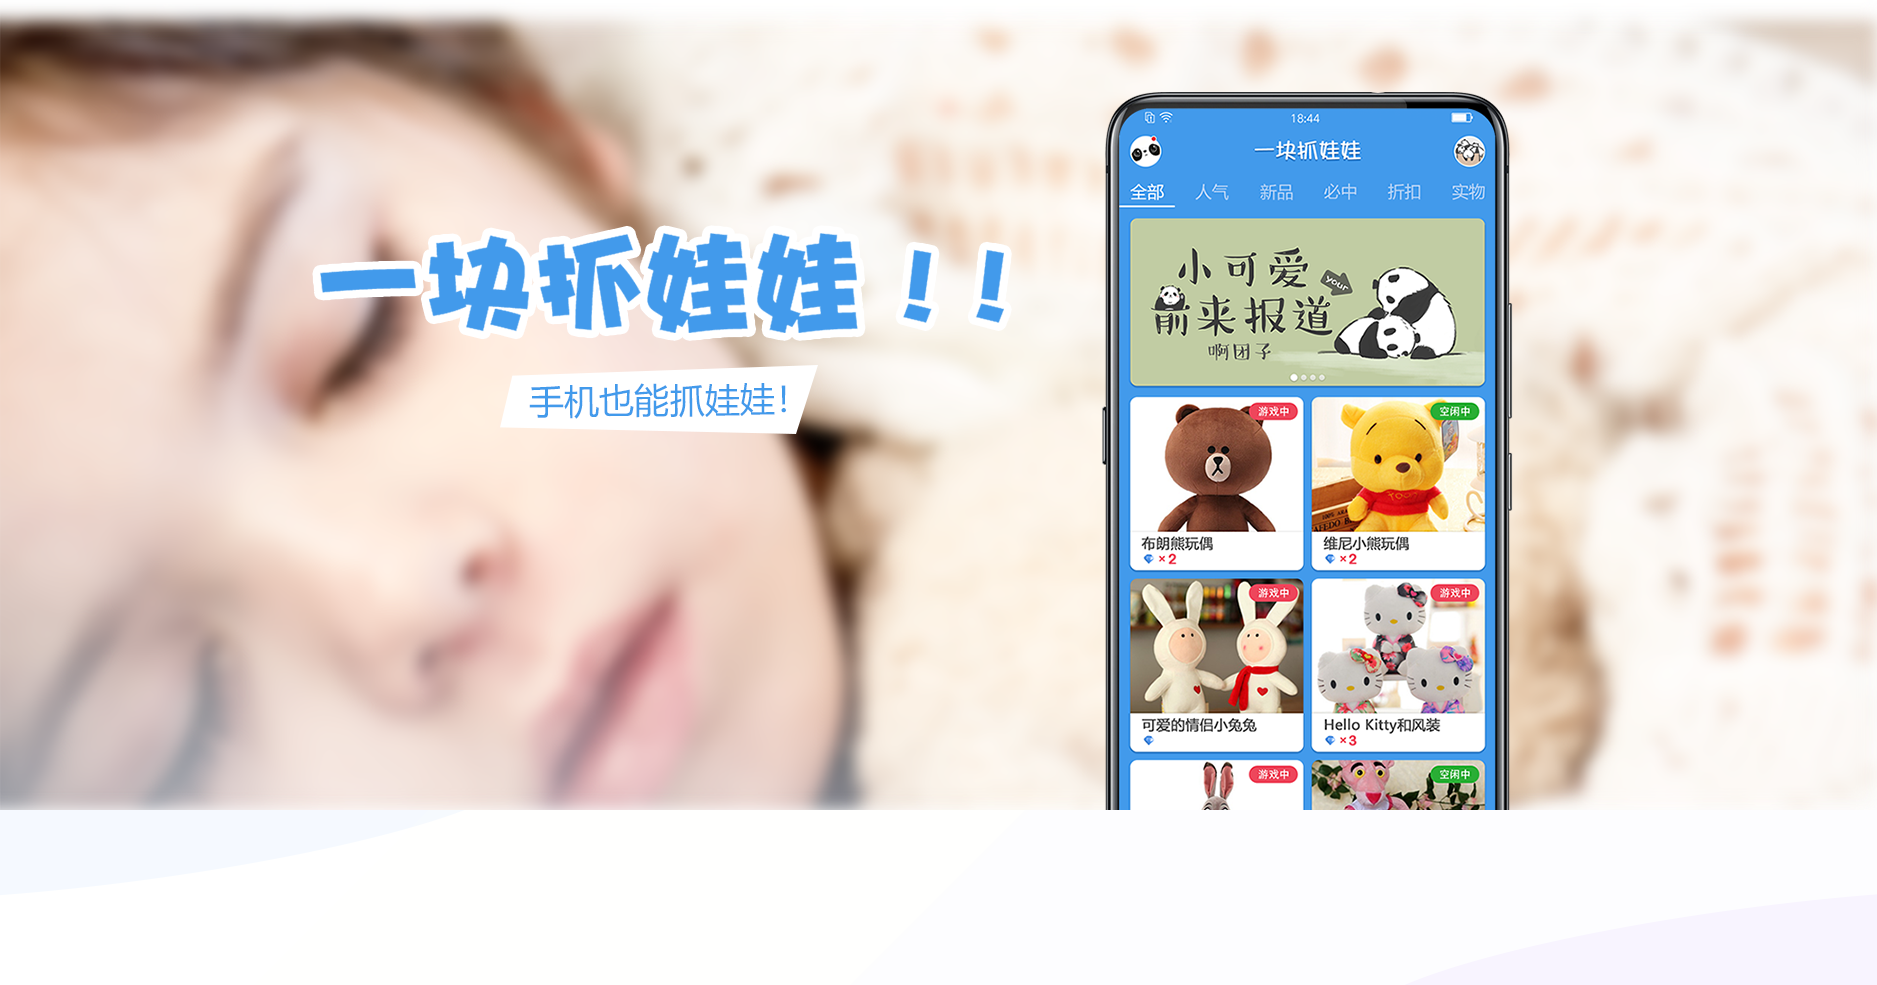 一块抓娃娃！！
手机也能抓娃娃！
18:44
一块抓娃娃
全部 人气 新品 必中 折扣 实物
小可爱
your
前来报道
啊团子
游戏中
空闲中
布朗熊玩偶
×2
维尼小熊玩偶
×2
游戏中
游戏中
可爱的情侣小兔兔
Hello Kitty和风装
×3
游戏中
空闲中